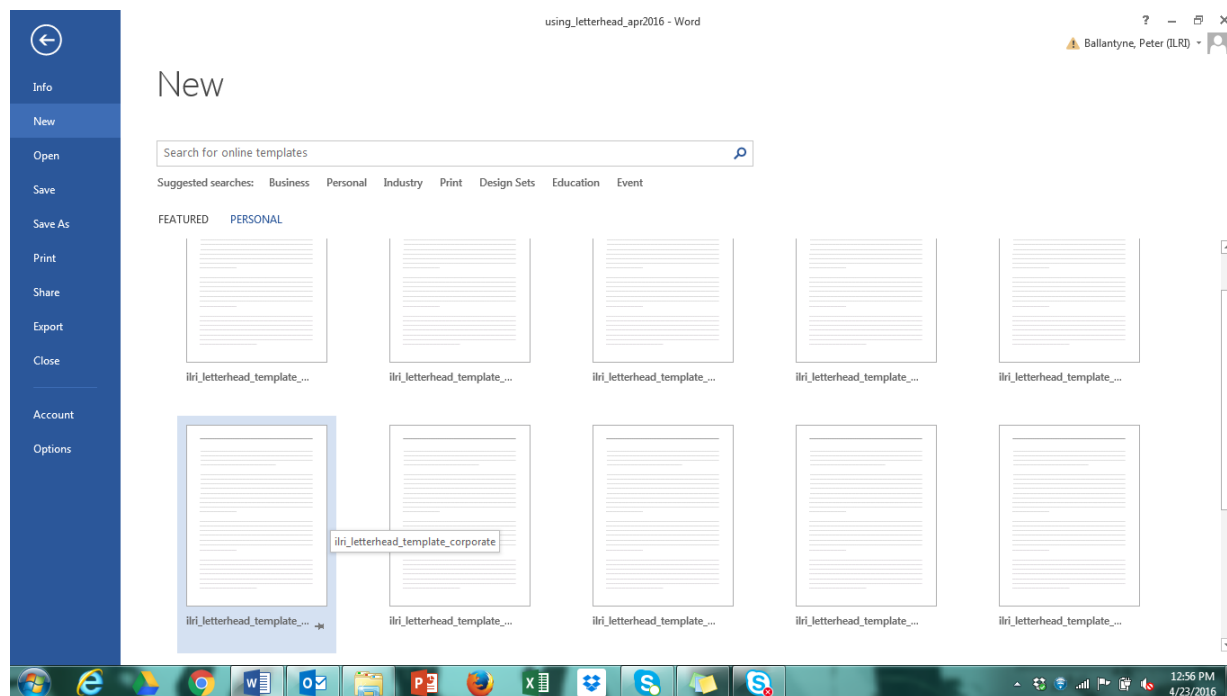 using_letterhead_apr2016 - Word
?
Ballantyne, Peter (ILRI)
Info
New
Open
Save
Save As
Print
Share
Export
Close
Account
Options
New
Search for online templates
Suggested searches: Business Personal Industry Print Design Sets Education Event
FEATURED PERSONAL
ilri_letterhead_template_... ilri_letterhead_template_... ilri_letterhead_template_... ilri_letterhead_template_... ilri_letterhead_template_...
ilri_letterhead_template_corporate
ilri_letterhead_template_... ilri_letterhead_template_... ilri_letterhead_template_... ilri_letterhead_template_... ilri_letterhead_template_...
12:56 PM
4/23/2016